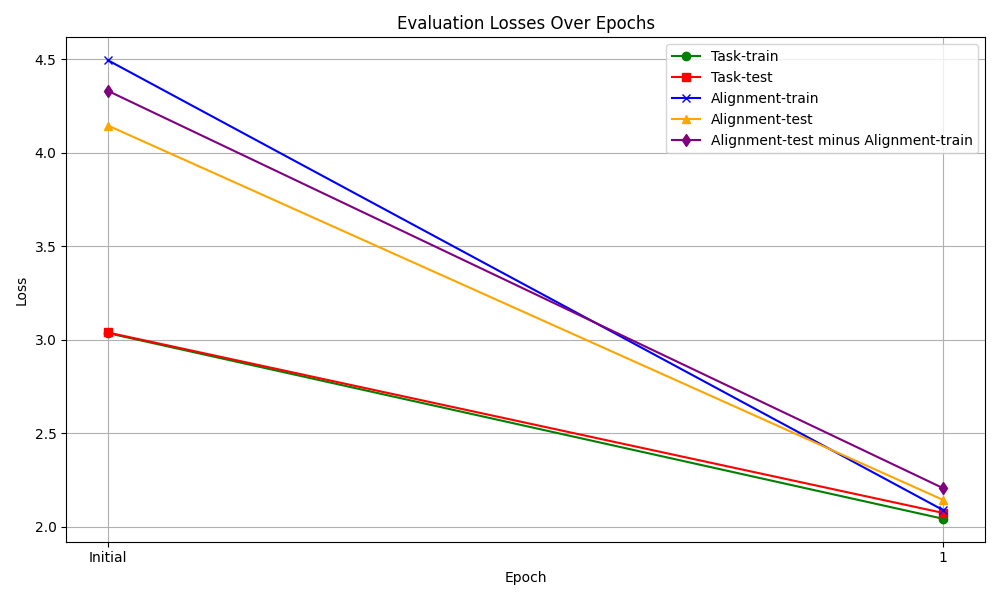 Evaluation Losses Over Epochs
Task-train
Task-test
Alignment-train
Alignment-test
Alignment-test minus Alignment-train
4.5
4.0
3.5
3.0
2.5
2.0
Loss
Initial
1
Epoch